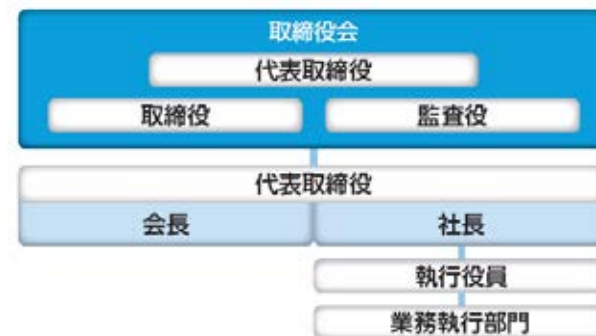 取締役会
代表取締役
取締役 監査役
代表取締役
会長 社長
執行役員
業務執行部門